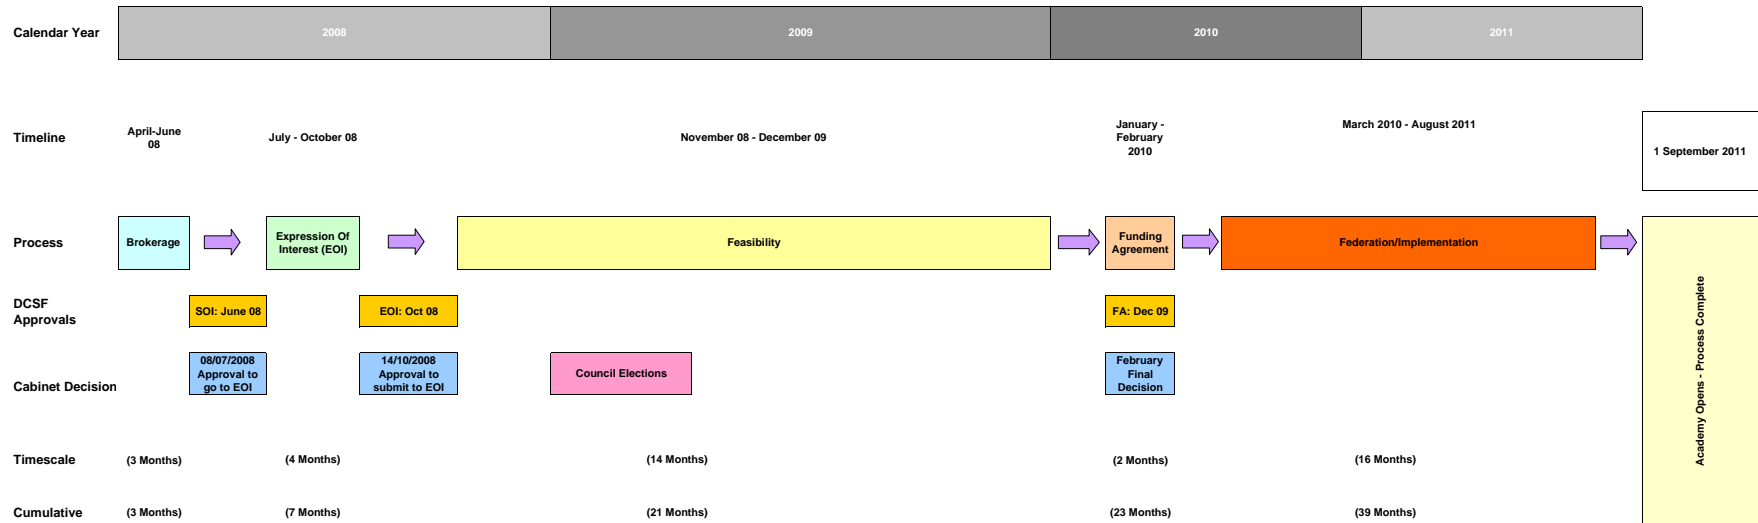 Calendar Year
2008
2009
2010
2011
Timeline
April-June
08
July - October 08
November 08 - December 09
January -
February
2010
March 2010 - August 2011
1 September 2011
Process
Brokerage
Expression Of
Interest (EOI)
Feasibility
Funding
Agreement
Federation/Implementation
DCSF
Approvals
SOI: June 08
EOI: Oct 08
FA: Dec 09
Cabinet Decision
08/07/2008
Approval to
go to EOI
14/10/2008
Approval to
submit to EOI
Council Elections
February
Final
Decision
Academy Opens - Process Complete
Timescale
(3 Months)
(4 Months)
(14 Months)
(2 Months)
(16 Months)
Cumulative
(3 Months)
(7 Months)
(21 Months)
(23 Months)
(39 Months)